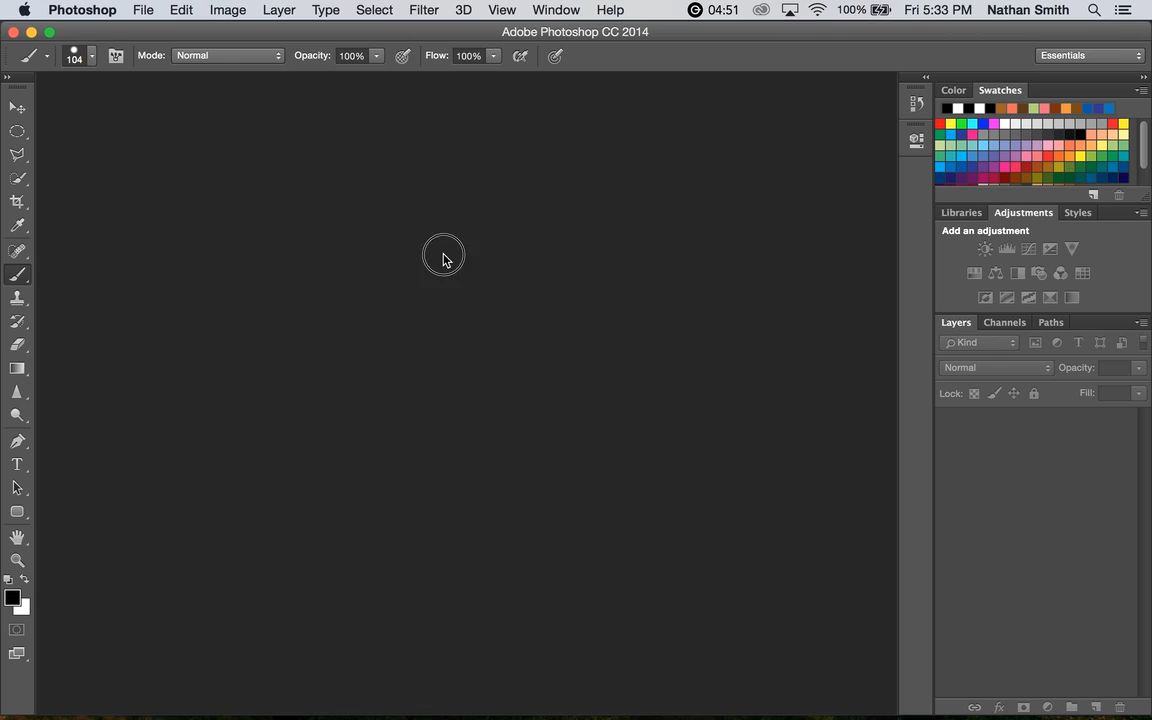 Photoshop File Edit Image Layer Type Select Filter 3D View Window Help 04:51 100% Fri 5:33 PM Nathan Smith
Adobe Photoshop CC 2014
104 Mode: Normal Opacity: 100% Flow: 100% Essentials
Color Swatches
Libraries Adjustments Styles
Add an adjustment
Layers Channels Paths
Kind
Normal Opacity:
Lock: Fill: